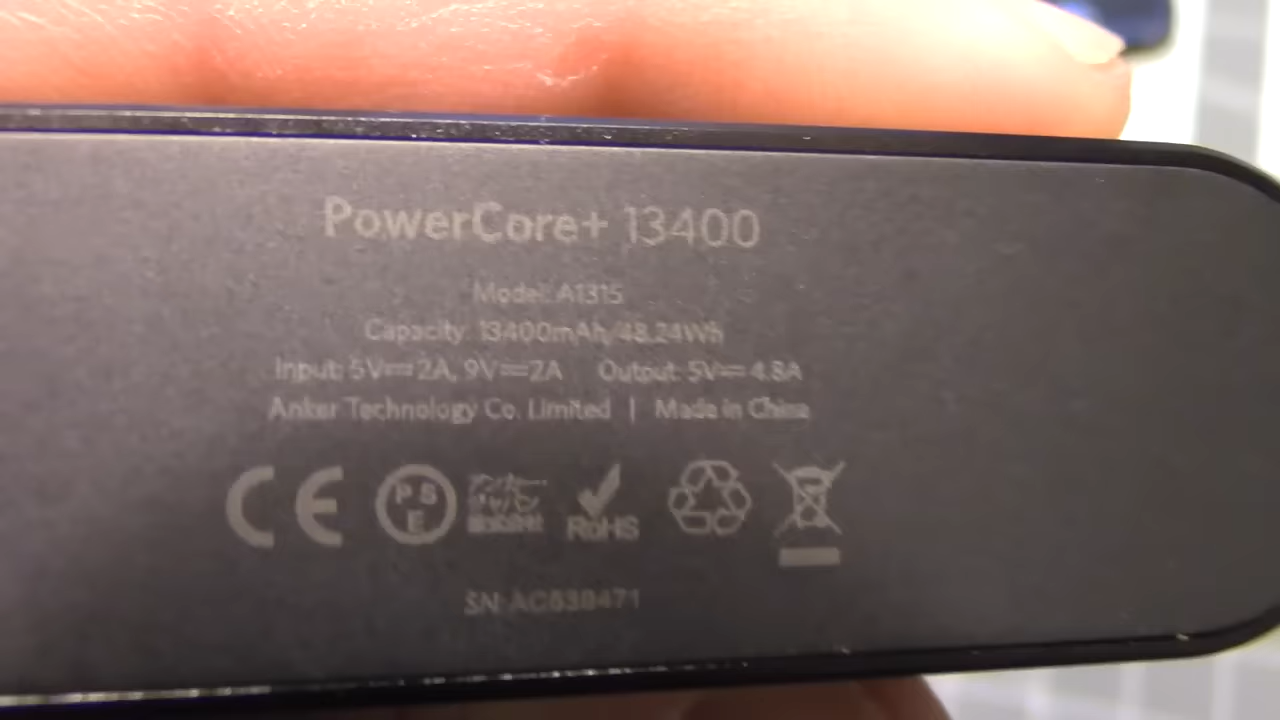 PowerCore+ 13400
Model: A1315
Capacity: 13400mAh/48.24Wh
Input: 5V⎓2A, 9V⎓2A Output: 5V⎓4.8A
Anker Technology Co. Limited | Made in China
CE PSE RoHS
SN: